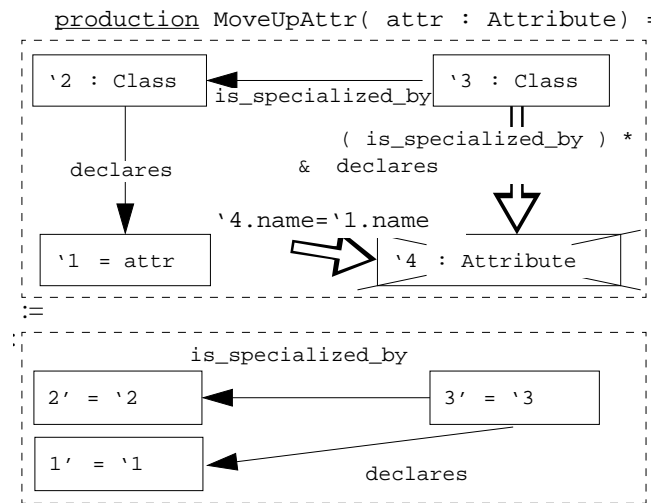 production MoveUpAttr( attr : Attribute) =
‘2 : Class
‘3 : Class
is_specialized_by
( is_specialized_by ) *
declares
& declares
‘4.name=‘1.name
‘1 = attr
‘4 : Attribute
::=
is_specialized_by
2’ = ‘2
3’ = ‘3
1’ = ‘1
declares